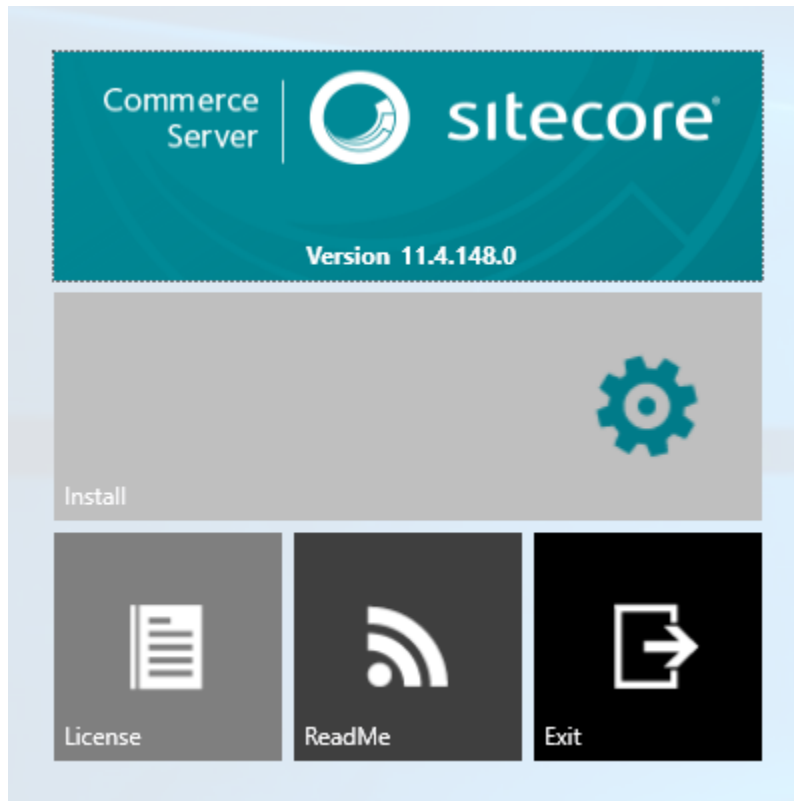 Commerce
Server
sitecore
Version 11.4.148.0
Install
License
ReadMe
Exit